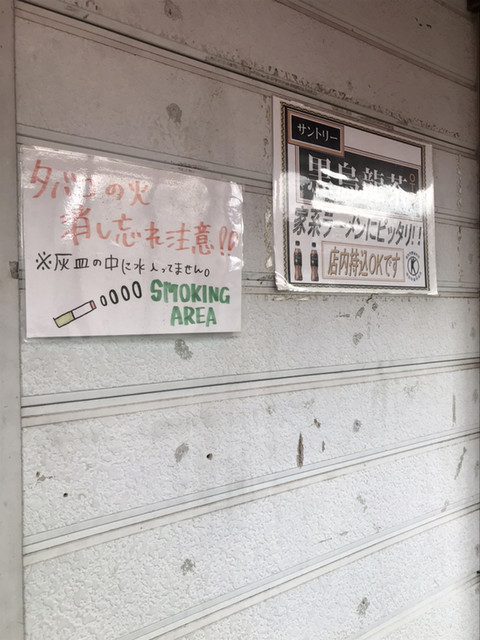 タバコの火
消し忘れ注意!!
※灰皿の中に水入ってません。
SMOKING
AREA
サントリー
黒烏龍茶
家系ラーメンにピッタリ!!
店内持込OKです